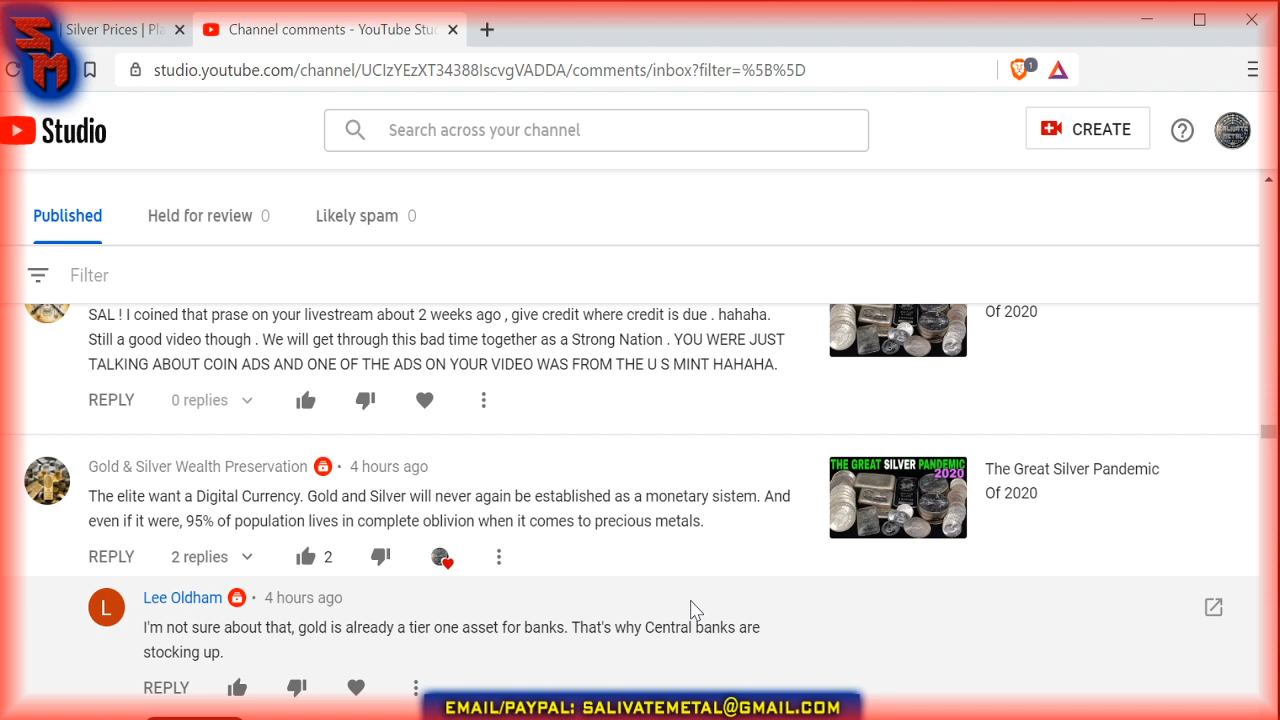 SM
Silver Prices | Pla
Channel comments - YouTube Stu
studio.youtube.com/channel/UCIzYEzXT34388IscvgVADDA/comments/inbox?filter=%5B%5D
1
Studio
Search across your channel
CREATE
Published
Held for review 0
Likely spam 0
Filter
SAL ! I coined that prase on your livestream about 2 weeks ago , give credit where credit is due . hahaha.
Still a good video though . We will get through this bad time together as a Strong Nation . YOU WERE JUST
TALKING ABOUT COIN ADS AND ONE OF THE ADS ON YOUR VIDEO WAS FROM THE U S MINT HAHAHA.
Of 2020
REPLY 0 replies
Gold & Silver Wealth Preservation • 4 hours ago
The elite want a Digital Currency. Gold and Silver will never again be established as a monetary sistem. And
even if it were, 95% of population lives in complete oblivion when it comes to precious metals.
THE GREAT SILVER PANDEMIC
2020
The Great Silver Pandemic
Of 2020
REPLY 2 replies 2
L
Lee Oldham • 4 hours ago
I'm not sure about that, gold is already a tier one asset for banks. That's why Central banks are
stocking up.
REPLY
EMAIL/PAYPAL: SALIVATEMETAL@GMAIL.COM